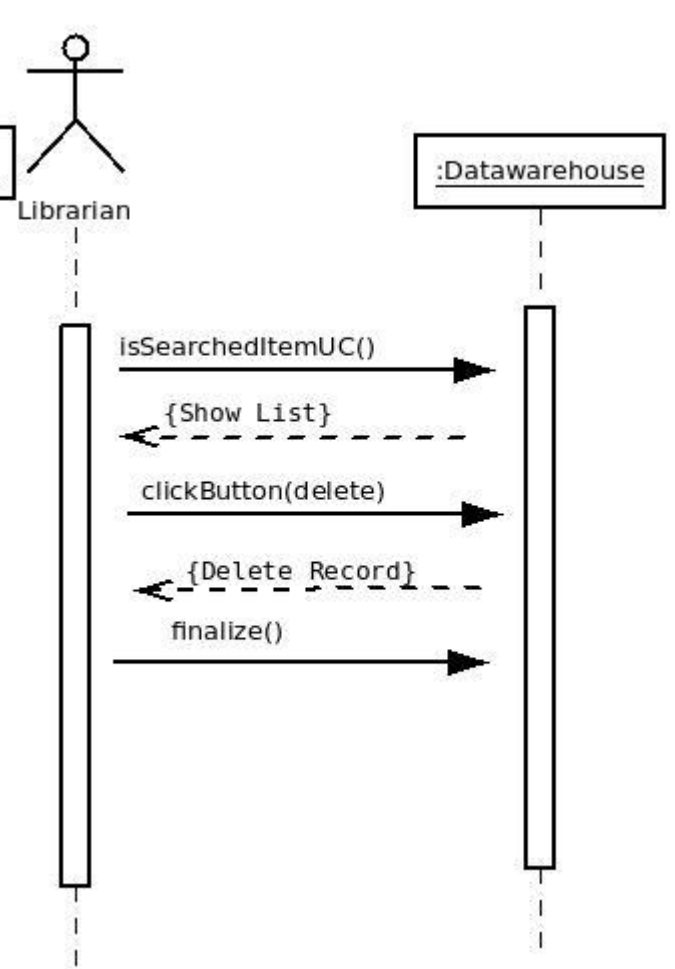 :Datawarehouse
Librarian
isSearchedItemUC()
{Show List}
clickButton(delete)
{Delete Record}
finalize()